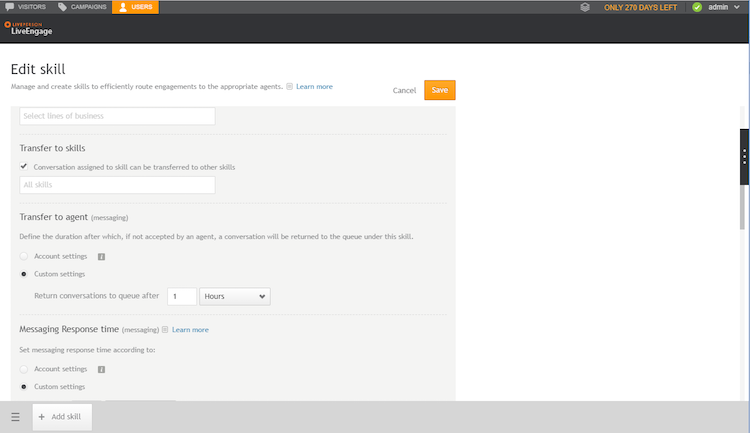 VISITORS CAMPAIGNS USERS ONLY 270 DAYS LEFT admin
LIVEPERSON
LiveEngage
Edit skill
Manage and create skills to efficiently route engagements to the appropriate agents. Learn more
Cancel Save
Select lines of business
Transfer to skills
Conversation assigned to skill can be transferred to other skills
All skills
Transfer to agent (messaging)
Define the duration after which, if not accepted by an agent, a conversation will be returned to the queue under this skill.
Account settings i
Custom settings
Return conversations to queue after 1 Hours
Messaging Response time (messaging) Learn more
Set messaging response time according to:
Account settings i
Custom settings
+ Add skill